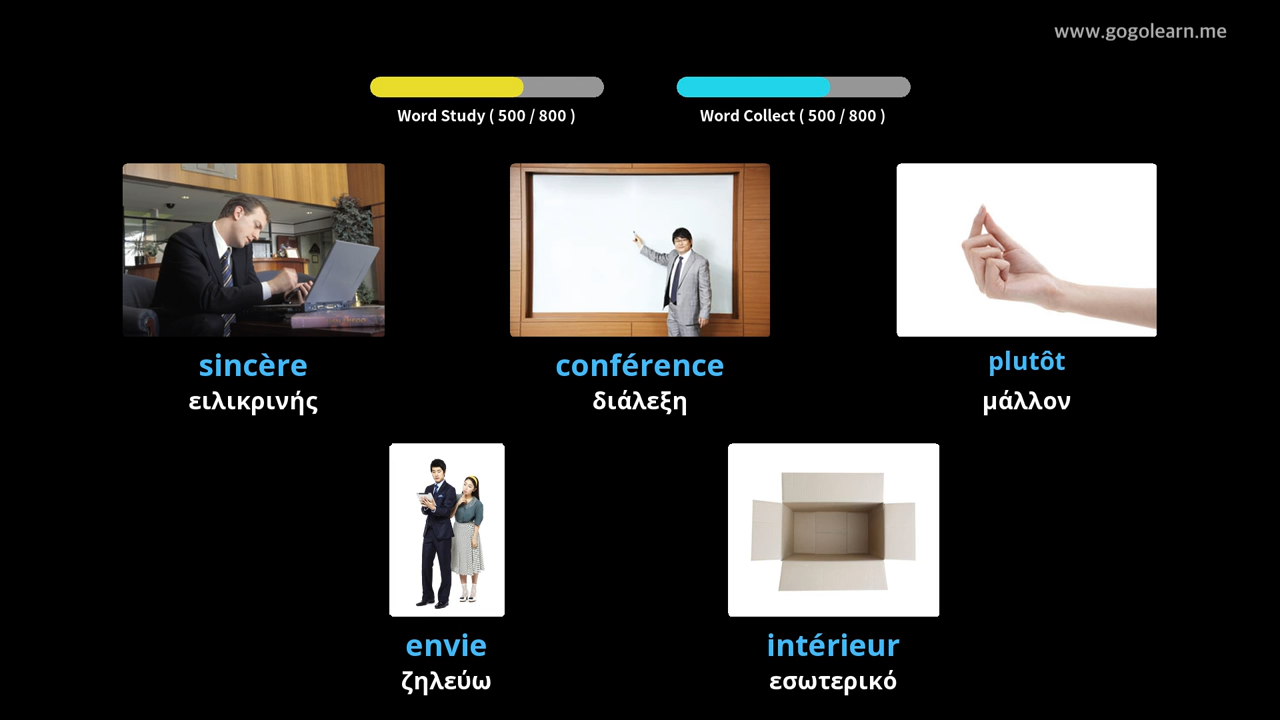 www.gogolearn.me
Word Study ( 500 / 800 )
Word Collect ( 500 / 800 )
sincère
ειλικρινής
conférence
διάλεξη
plutôt
μάλλον
envie
ζηλεύω
intérieur
εσωτερικό